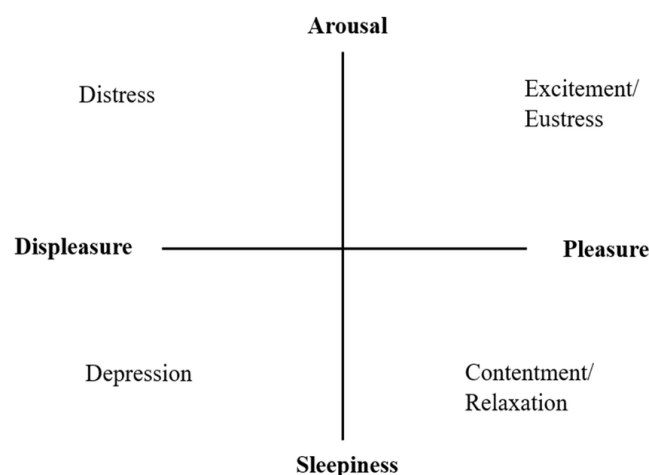 Arousal
Distress
Excitement/
Eustress
Displeasure
Pleasure
Depression
Contentment/
Relaxation
Sleepiness